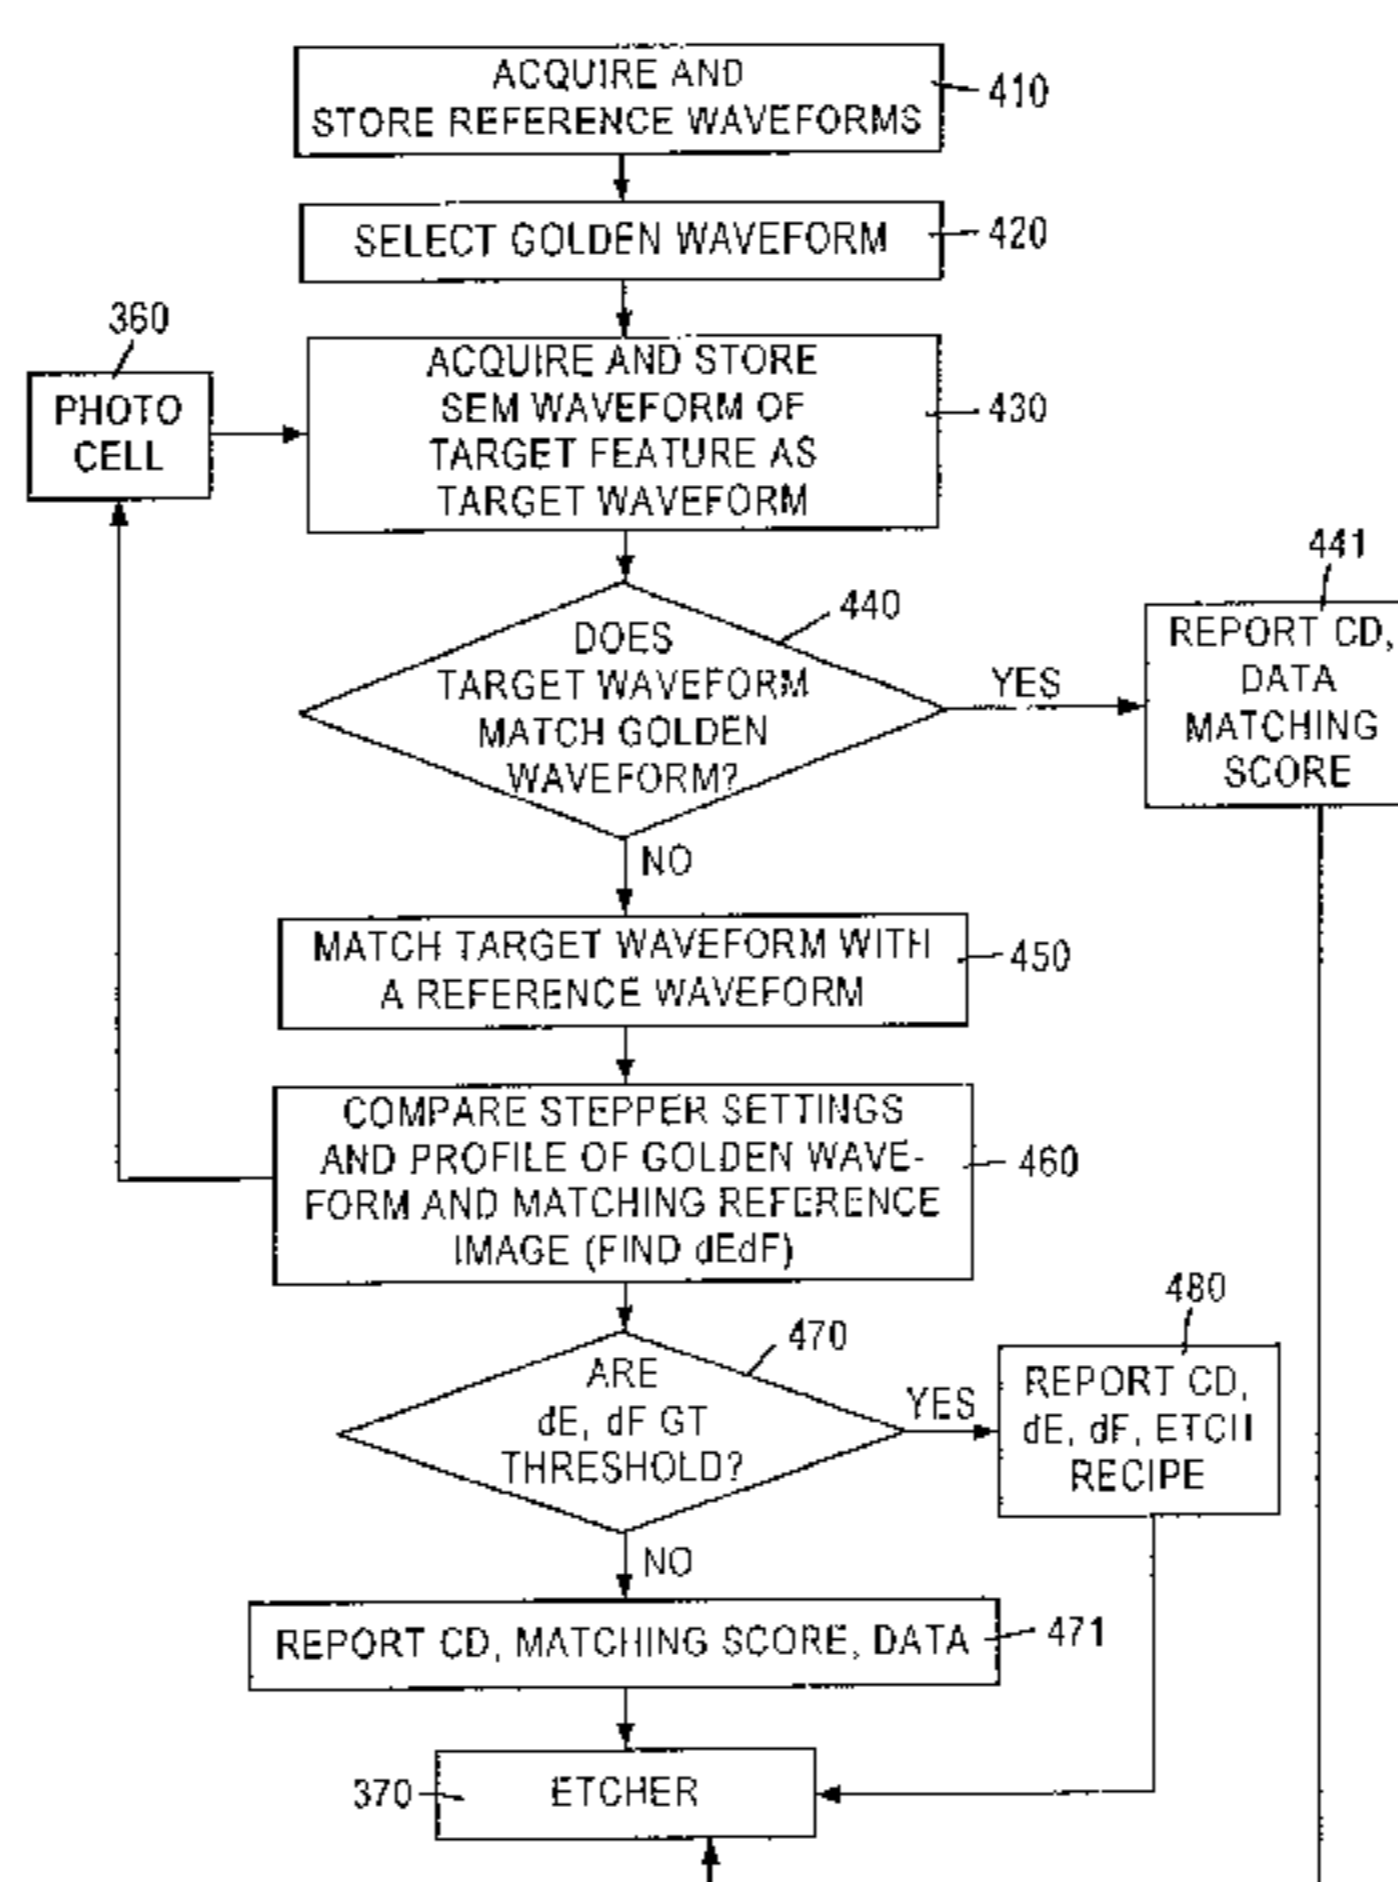 ACQUIRE AND
STORE REFERENCE WAVEFORMS
410
SELECT GOLDEN WAVEFORM
420
360
PHOTO
CELL
ACQUIRE AND STORE
SEM WAVEFORM OF
TARGET FEATURE AS
TARGET WAVEFORM
430
440
DOES
TARGET WAVEFORM
MATCH GOLDEN
WAVEFORM?
YES
441
REPORT CD,
DATA
MATCHING
SCORE
NO
MATCH TARGET WAVEFORM WITH
A REFERENCE WAVEFORM
450
COMPARE STEPPER SETTINGS
AND PROFILE OF GOLDEN WAVE-
FORM AND MATCHING REFERENCE
IMAGE (FIND dEdF)
460
470
ARE
dE, dF GT
THRESHOLD?
YES
480
REPORT CD,
dE, dF, ETCH
RECIPE
NO
REPORT CD, MATCHING SCORE, DATA
471
370
ETCHER